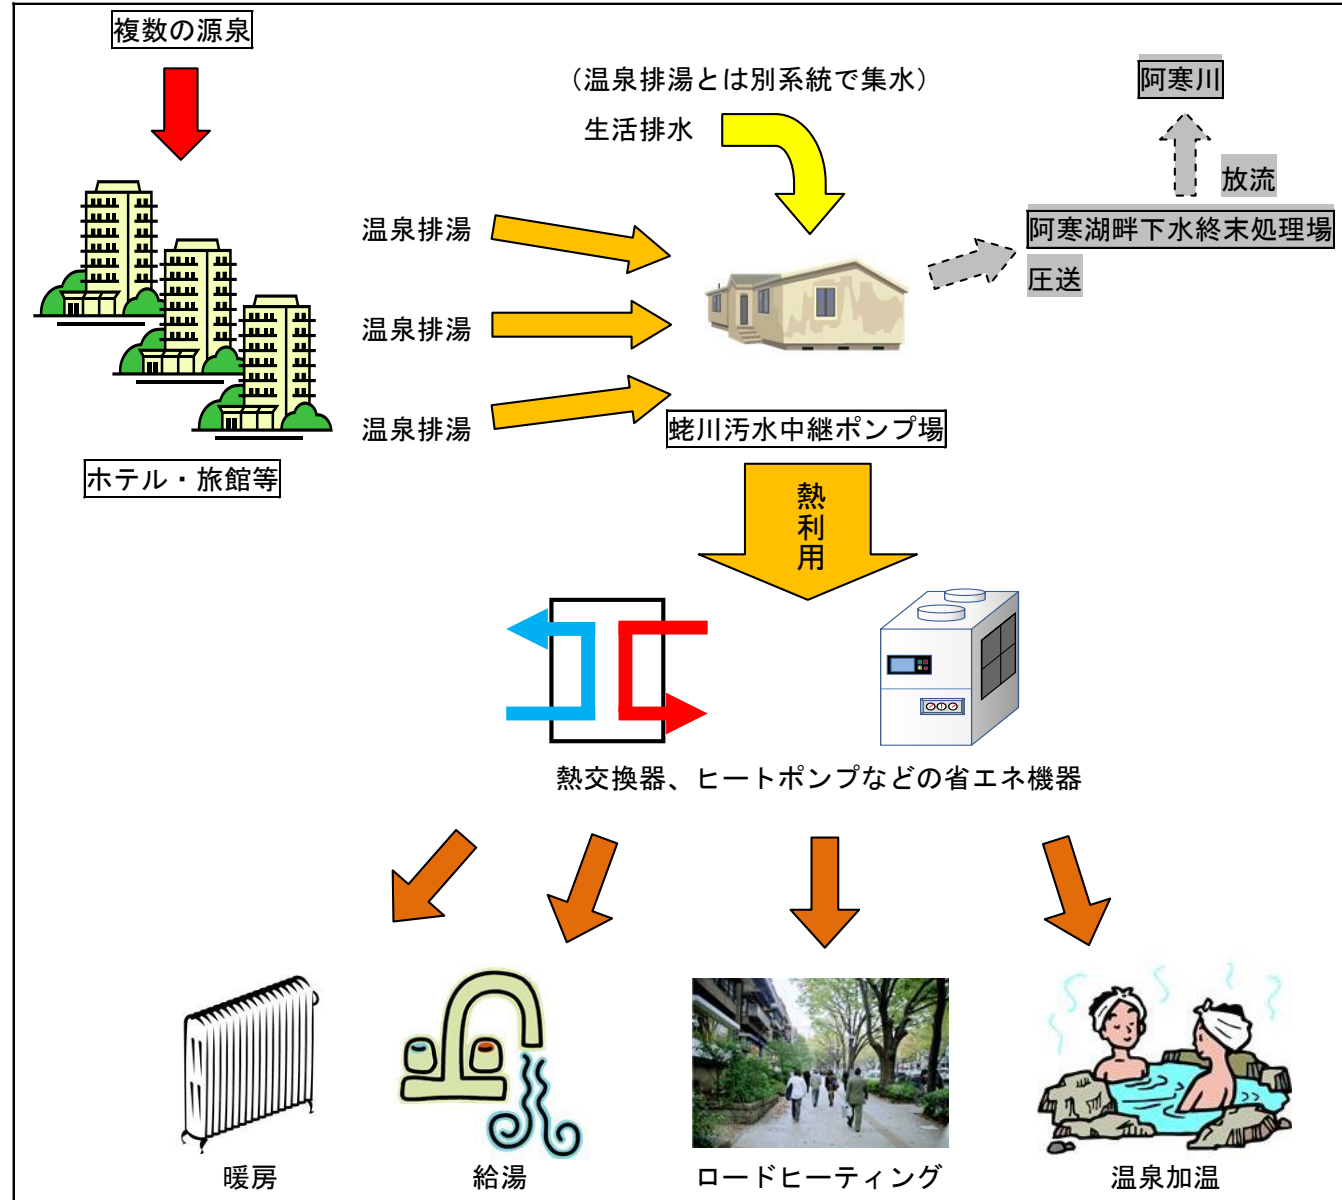 複数の源泉
(温泉排湯とは別系統で集水)
生活排水
阿寒川
放流
阿寒湖畔下水終末処理場
圧送
温泉排湯
温泉排湯
温泉排湯
蛯川汚水中継ポンプ場
ホテル・旅館等
熱利用
熱交換器、ヒートポンプなどの省エネ機器
暖房
給湯
ロードヒーティング
温泉加温